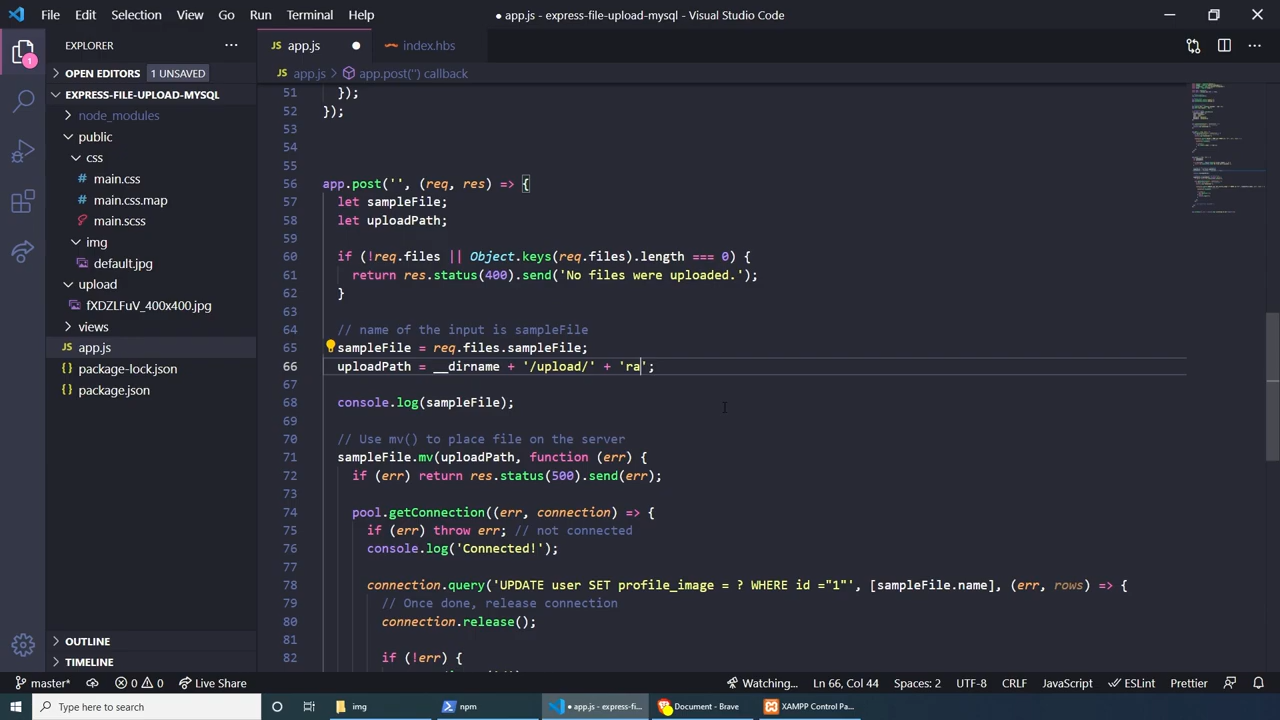 File Edit Selection View Go Run Terminal Help
● app.js - express-file-upload-mysql - Visual Studio Code
EXPLORER
OPEN EDITORS 1 UNSAVED
EXPRESS-FILE-UPLOAD-MYSQL
node_modules
public
css
main.css
main.css.map
main.scss
img
default.jpg
upload
fXDZLFuV_400x400.jpg
views
JS app.js
package-lock.json
package.json
OUTLINE
TIMELINE
1
JS app.js ● index.hbs
JS app.js > app.post('') callback
51 });
52 });
53
54
55
56 app.post('', (req, res) => {
57 let sampleFile;
58 let uploadPath;
59
60 if (!req.files || Object.keys(req.files).length === 0) {
61 return res.status(400).send('No files were uploaded.');
62 }
63
64 // name of the input is sampleFile
65 sampleFile = req.files.sampleFile;
66 uploadPath = __dirname + '/upload/' + 'ra';
67
68 console.log(sampleFile);
69
70 // Use mv() to place file on the server
71 sampleFile.mv(uploadPath, function (err) {
72 if (err) return res.status(500).send(err);
73
74 pool.getConnection((err, connection) => {
75 if (err) throw err; // not connected
76 console.log('Connected!');
77
78 connection.query('UPDATE user SET profile_image = ? WHERE id ="1"', [sampleFile.name], (err, rows) => {
79 // Once done, release connection
80 connection.release();
81
82 if (!err) {
master* 0 0 Live Share Watching... Ln 66, Col 44 Spaces: 2 UTF-8 CRLF JavaScript ESLint Prettier
Type here to search img npm ● app.js - express-fi... Document - Brave XAMPP Control Pa...